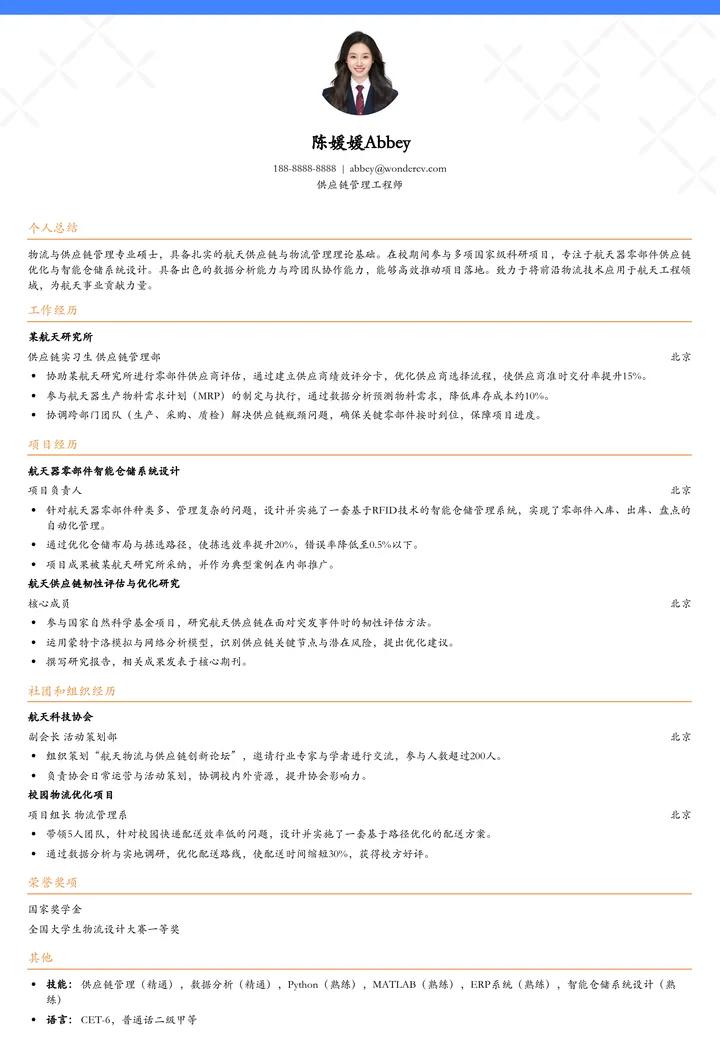 陈媛媛Abbey
188-8888-8888 | abbey@wondercv.com
供应链管理工程师
个人总结
物流与供应链管理专业硕士，具备扎实的航天供应链与物流管理理论基础。在校期间参与多项国家级科研项目，专注于航天器零部件供应链
优化与智能仓储系统设计。具备出色的数据分析能力与跨团队协作能力，能够高效推动项目落地。致力于将前沿物流技术应用于航天工程领
域，为航天事业贡献力量。
工作经历
某航天研究所
供应链实习生 供应链管理部 北京
• 协助某航天研究所进行零部件供应商评估，通过建立供应商绩效评分卡，优化供应商选择流程，使供应商准时交付率提升15%。
• 参与航天器生产物料需求计划（MRP）的制定与执行，通过数据分析预测物料需求，降低库存成本约10%。
• 协调跨部门团队（生产、采购、质检）解决供应链瓶颈问题，确保关键零部件按时到位，保障项目进度。
项目经历
航天器零部件智能仓储系统设计
项目负责人 北京
• 针对航天器零部件种类多、管理复杂的问题，设计并实施了一套基于RFID技术的智能仓储管理系统，实现了零部件入库、出库、盘点的
自动化管理。
• 通过优化仓储布局与拣选路径，使拣选效率提升20%，错误率降低至0.5%以下。
• 项目成果被某航天研究所采纳，并作为典型案例在内部推广。
航天供应链韧性评估与优化研究
核心成员 北京
• 参与国家自然科学基金项目，研究航天供应链在面对突发事件时的韧性评估方法。
• 运用蒙特卡洛模拟与网络分析模型，识别供应链关键节点与潜在风险，提出优化建议。
• 撰写研究报告，相关成果发表于核心期刊。
社团和组织经历
航天科技协会
副会长 活动策划部 北京
• 组织策划“航天物流与供应链创新论坛”，邀请行业专家与学者进行交流，参与人数超过200人。
• 负责协会日常运营与活动策划，协调校内外资源，提升协会影响力。
校园物流优化项目
项目组长 物流管理系 北京
• 带领5人团队，针对校园快递配送效率低的问题，设计并实施了一套基于路径优化的配送方案。
• 通过数据分析与实地调研，优化配送路线，使配送时间缩短30%，获得校方好评。
荣誉奖项
国家奖学金
全国大学生物流设计大赛一等奖
其他
• 技能： 供应链管理（精通），数据分析（精通），Python（熟练），MATLAB（熟练），ERP系统（熟练），智能仓储系统设计（熟
练）
• 语言： CET-6，普通话二级甲等